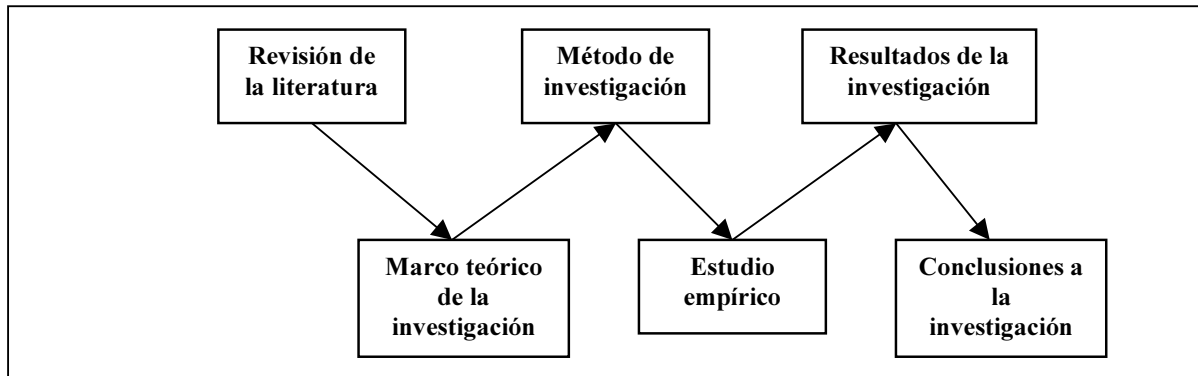 Revisión de
la literatura
Método de
investigación
Resultados de la
investigación
Marco teórico
de la
investigación
Estudio
empírico
Conclusiones a
la
investigación